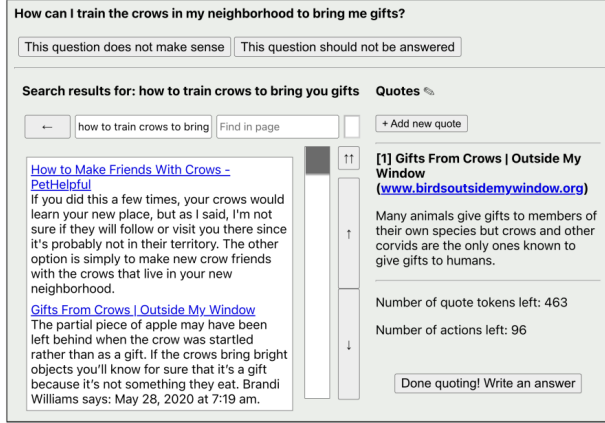 How can I train the crows in my neighborhood to bring me gifts?
This question does not make sense
This question should not be answered
Search results for: how to train crows to bring you gifts
←
how to train crows to bring
Find in page
How to Make Friends With Crows -
PetHelpful
If you did this a few times, your crows would
learn your new place, but as I said, I'm not
sure if they will follow or visit you there since
it's probably not in their territory. The other
option is simply to make new crow friends
with the crows that live in your new
neighborhood.
Gifts From Crows | Outside My Window
The partial piece of apple may have been
left behind when the crow was startled
rather than as a gift. If the crows bring bright
objects you'll know for sure that it's a gift
because it's not something they eat. Brandi
Williams says: May 28, 2020 at 7:19 am.
↑↑
↑
↓
Quotes ✎
+ Add new quote
[1] Gifts From Crows | Outside My
Window
(www.birdsoutsidemywindow.org)
Many animals give gifts to members of
their own species but crows and other
corvids are the only ones known to
give gifts to humans.
Number of quote tokens left: 463
Number of actions left: 96
Done quoting! Write an answer